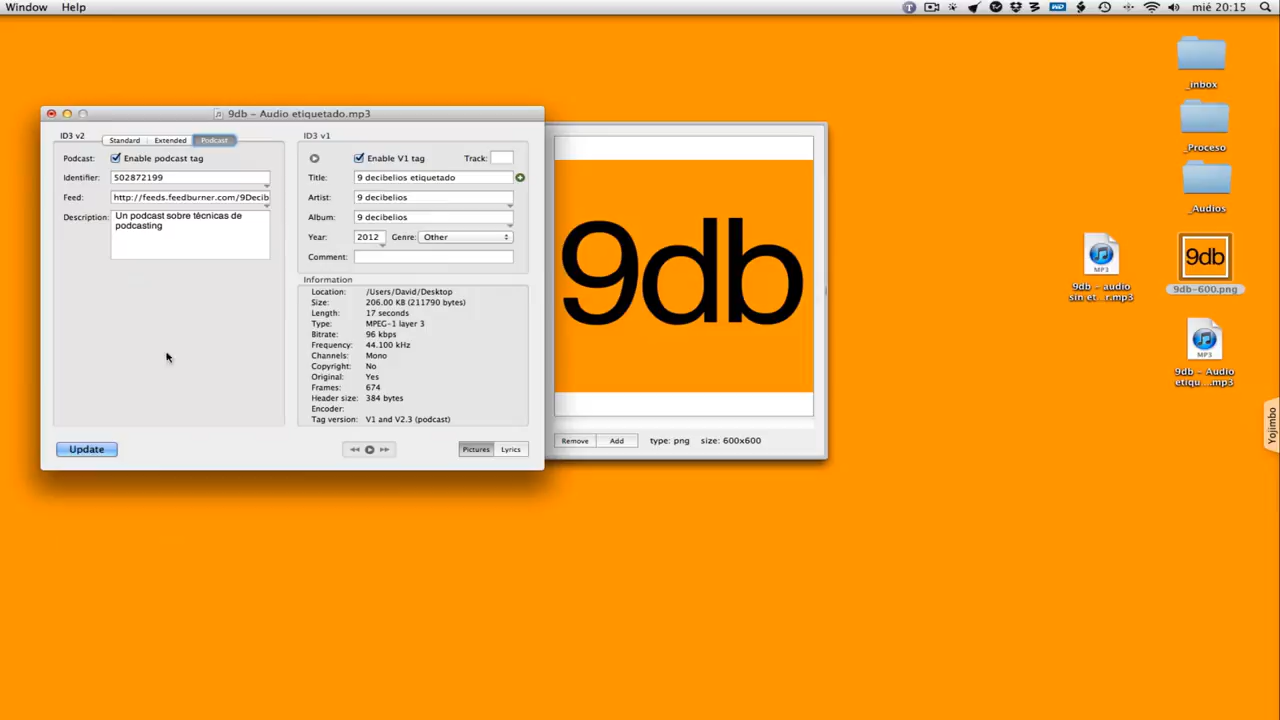 Window Help
mié 20:15
9db – Audio etiquetado.mp3
ID3 v2
Standard Extended Podcast
Podcast: Enable podcast tag
Identifier: 502872199
Feed: http://feeds.feedburner.com/9Decib
Description: Un podcast sobre técnicas de
podcasting
Update
ID3 v1
Enable V1 tag Track:
Title: 9 decibelios etiquetado
Artist: 9 decibelios
Album: 9 decibelios
Year: 2012 Genre: Other
Comment:
Information
Location: /Users/David/Desktop
Size: 206.00 KB (211790 bytes)
Length: 17 seconds
Type: MPEG-1 layer 3
Bitrate: 96 kbps
Frequency: 44.100 kHz
Channels: Mono
Copyright: No
Original: Yes
Frames: 674
Header size: 384 bytes
Encoder:
Tag version: V1 and V2.3 (podcast)
Pictures Lyrics
9db
Remove Add type: png size: 600x600
_inbox
_Proceso
_Audios
MP3
9db – audio
sin et...r.mp3
9db
9db-600.png
MP3
9db – Audio
etiqu...mp3
Yojimbo